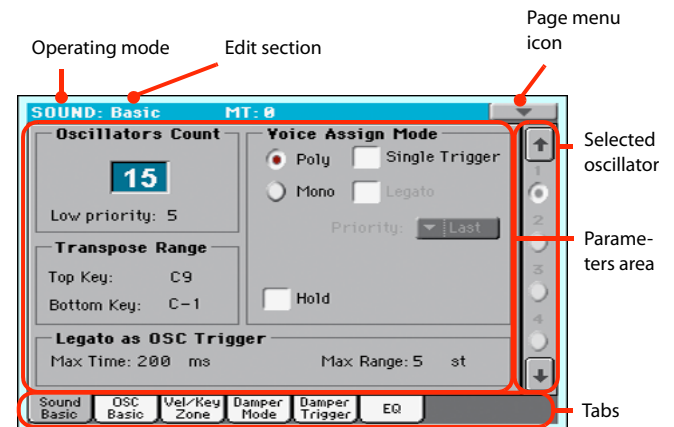 Page menu
icon
Operating mode
Edit section
SOUND: Basic MT: 0
Selected
oscillator
Parame-
ters area
Tabs
Oscillators Count
15
Low priority: 5
Voice Assign Mode
Poly Single Trigger
Mono Legato
Priority: Last
Hold
Transpose Range
Top Key: C9
Bottom Key: C-1
Legato as OSC Trigger
Max Time: 200 ms Max Range: 5 st
1
2
3
4
Sound
Basic
OSC
Basic
Vel/Key
Zone
Damper
Mode
Damper
Trigger
EQ